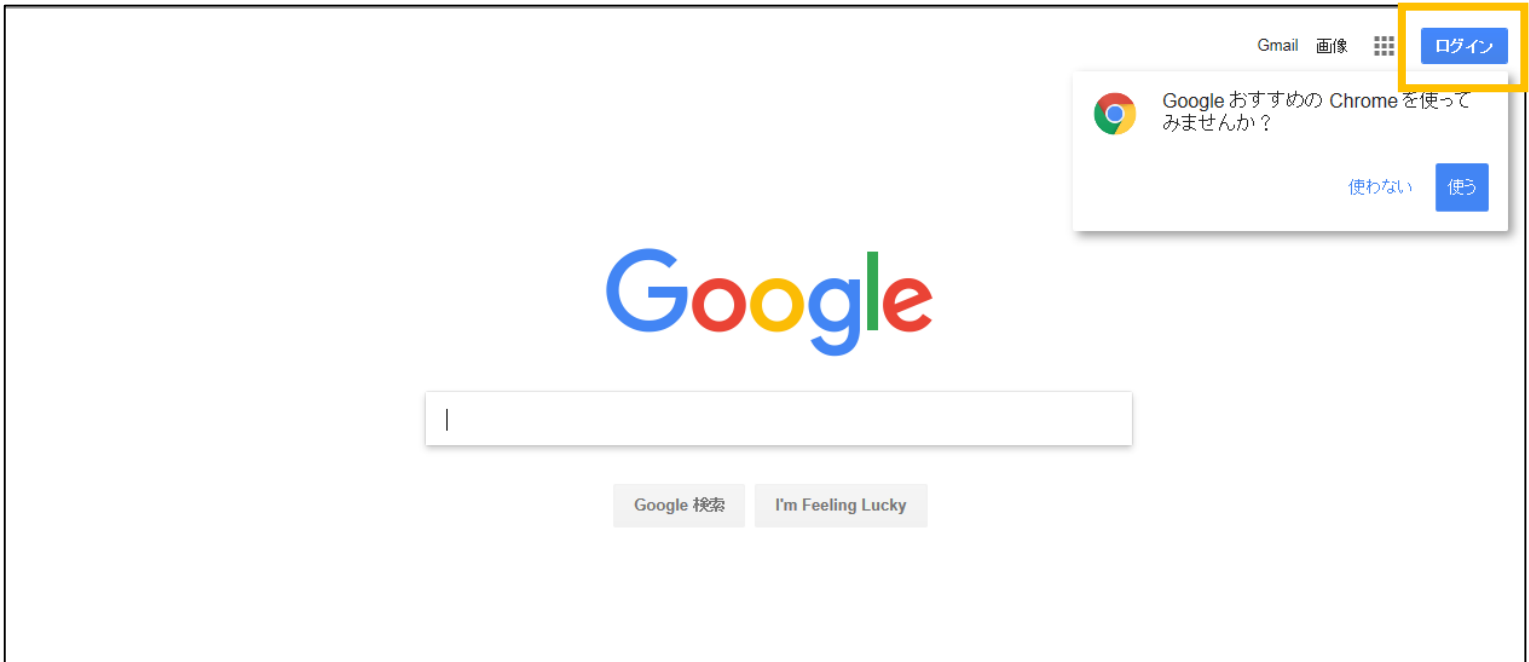 Gmail 画像 ログイン
Google おすすめの Chrome を使って
みませんか？
使わない 使う
Google
Google 検索 I'm Feeling Lucky